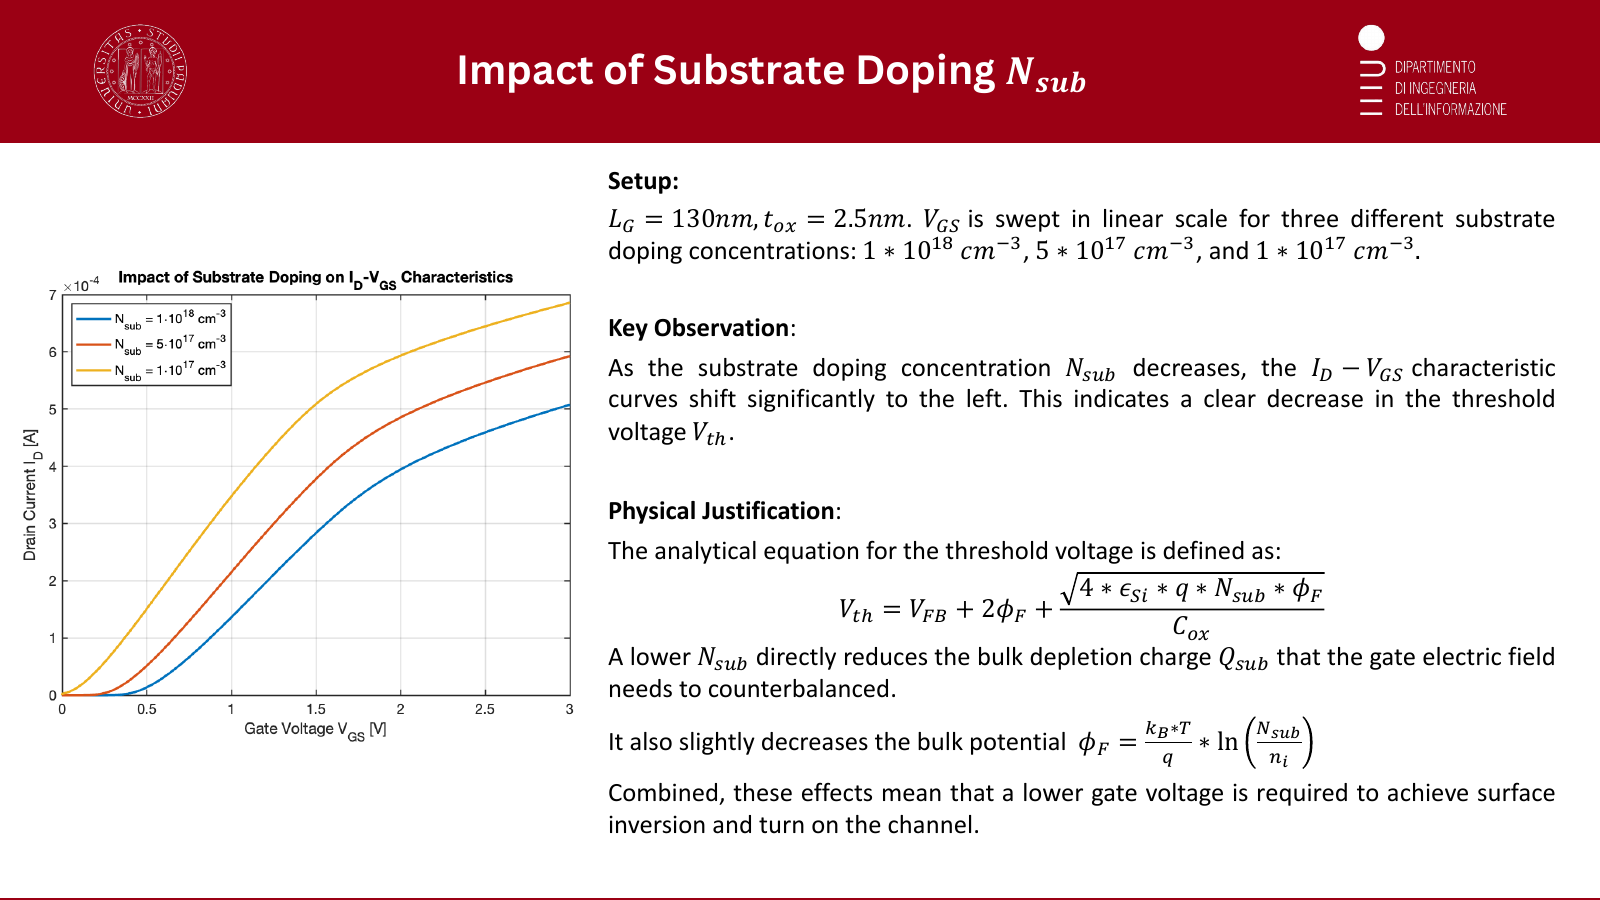 UNIVERSITAS STUDII PADUANI
MCCXXII
Impact of Substrate Doping N_sub
DIPARTIMENTO
DI INGEGNERIA
DELL'INFORMAZIONE
Impact of Substrate Doping on I_D-V_GS Characteristics
×10^-4
N_sub = 1·10^18 cm^-3
N_sub = 5·10^17 cm^-3
N_sub = 1·10^17 cm^-3
7
6
5
4
3
2
1
0
0 0.5 1 1.5 2 2.5 3
Drain Current I_D [A]
Gate Voltage V_GS [V]
Setup:
L_G = 130nm, t_ox = 2.5nm. V_GS is swept in linear scale for three different substrate
doping concentrations: 1 ∗ 10^18 cm^−3, 5 ∗ 10^17 cm^−3, and 1 ∗ 10^17 cm^−3.
Key Observation:
As the substrate doping concentration N_sub decreases, the I_D − V_GS characteristic
curves shift significantly to the left. This indicates a clear decrease in the threshold
voltage V_th.
Physical Justification:
The analytical equation for the threshold voltage is defined as:
V_th = V_FB + 2ϕ_F + √(4 ∗ ϵ_Si ∗ q ∗ N_sub ∗ ϕ_F) / C_ox
A lower N_sub directly reduces the bulk depletion charge Q_sub that the gate electric field
needs to counterbalanced.
It also slightly decreases the bulk potential ϕ_F = (k_B∗T / q) ∗ ln(N_sub / n_i)
Combined, these effects mean that a lower gate voltage is required to achieve surface
inversion and turn on the channel.